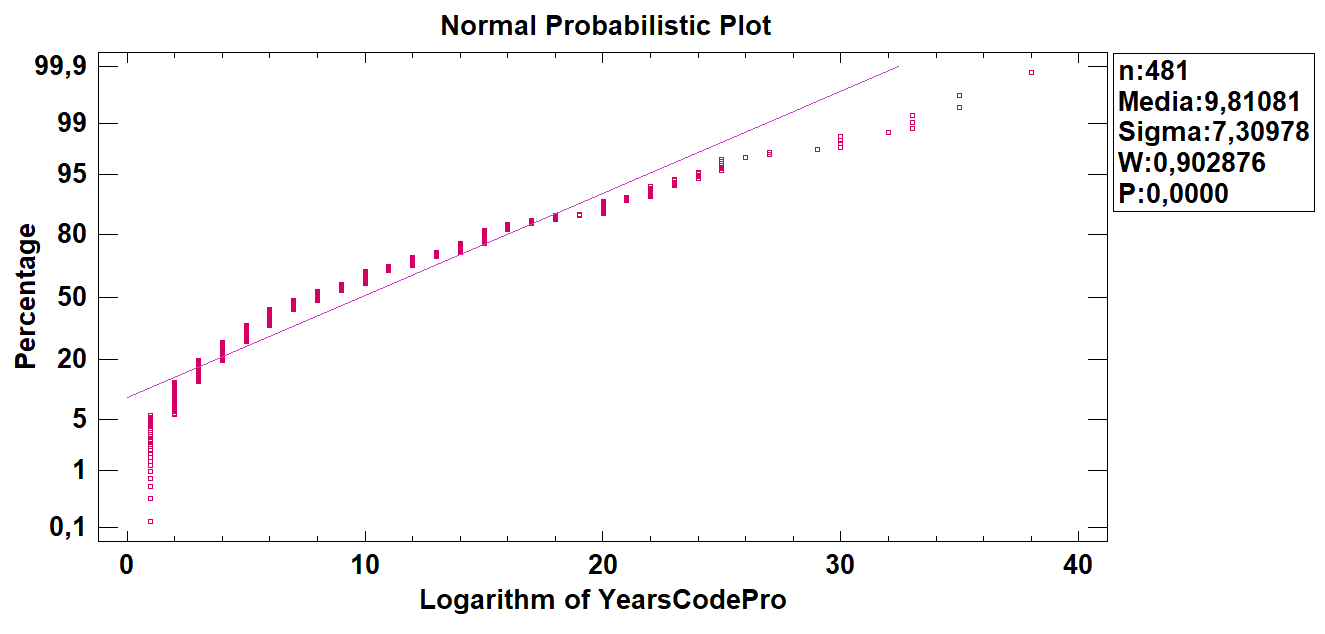 Normal Probabilistic Plot
99,9
99
95
80
50
20
5
1
0,1
Percentage
0 10 20 30 40
Logarithm of YearsCodePro
n:481
Media:9,81081
Sigma:7,30978
W:0,902876
P:0,0000